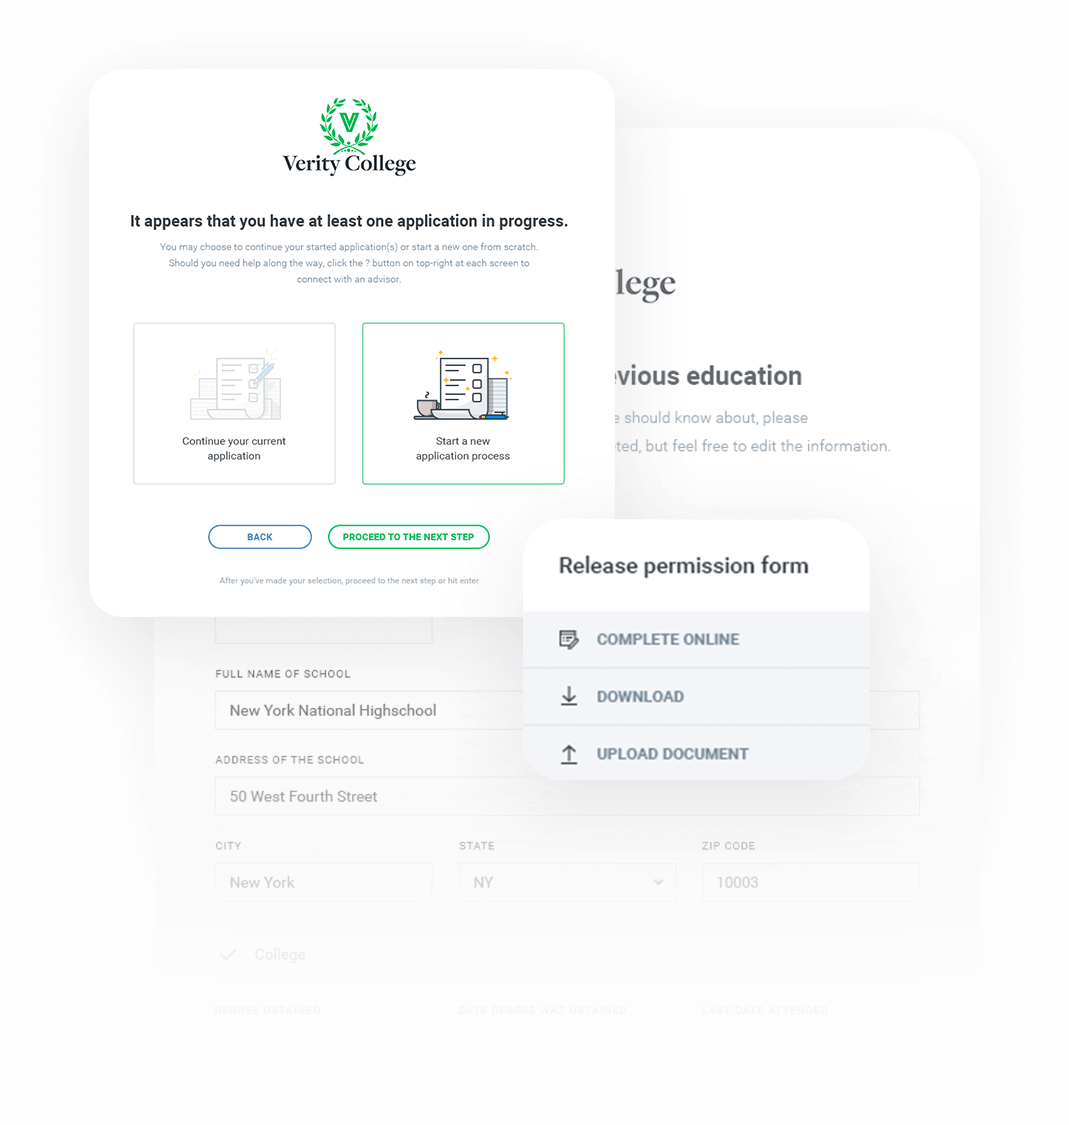 V
Verity College
It appears that you have at least one application in progress.
You may choose to continue your started application(s) or start a new one from scratch.
Should you need help along the way, click the ? button on top-right at each screen to
connect with an advisor.
Continue your current
application
Start a new
application process
BACK
PROCEED TO THE NEXT STEP
After you've made your selection, proceed to the next step or hit enter
lege
vious education
should know about, please
ted, but feel free to edit the information.
Release permission form
COMPLETE ONLINE
DOWNLOAD
UPLOAD DOCUMENT
FULL NAME OF SCHOOL
New York National Highschool
ADDRESS OF THE SCHOOL
50 West Fourth Street
CITY
STATE
ZIP CODE
New York
NY
10003
College
DEGREE OBTAINED
DATE DEGREE WAS OBTAINED
LAST DATE ATTENDED